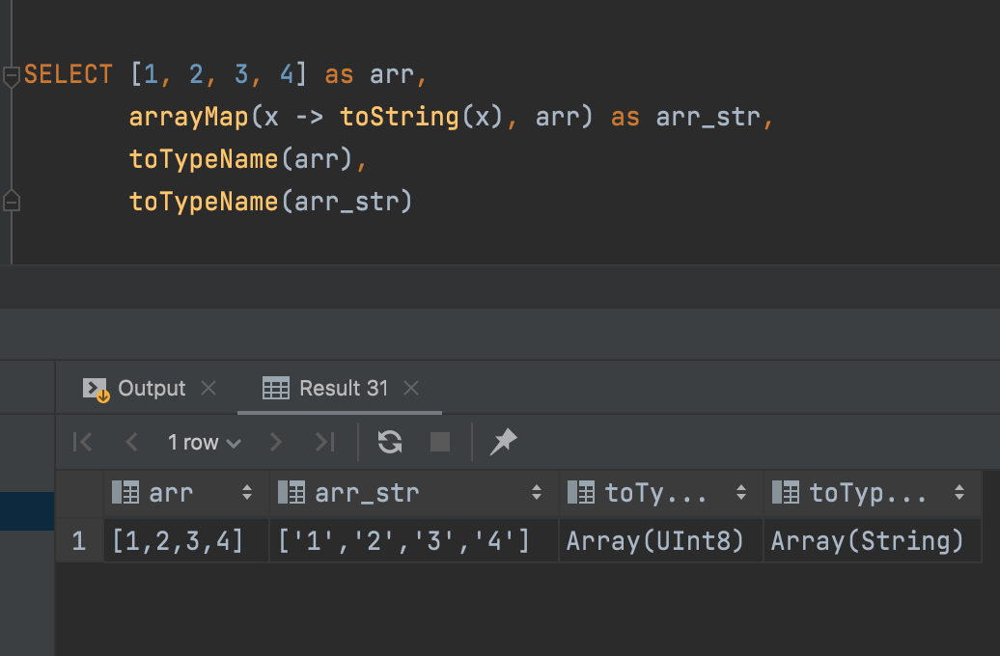 SELECT [1, 2, 3, 4] as arr,
arrayMap(x -> toString(x), arr) as arr_str,
toTypeName(arr),
toTypeName(arr_str)
Output
Result 31
1 row
arr arr_str toTy... toTyp...
1 [1,2,3,4] ['1','2','3','4'] Array(UInt8) Array(String)